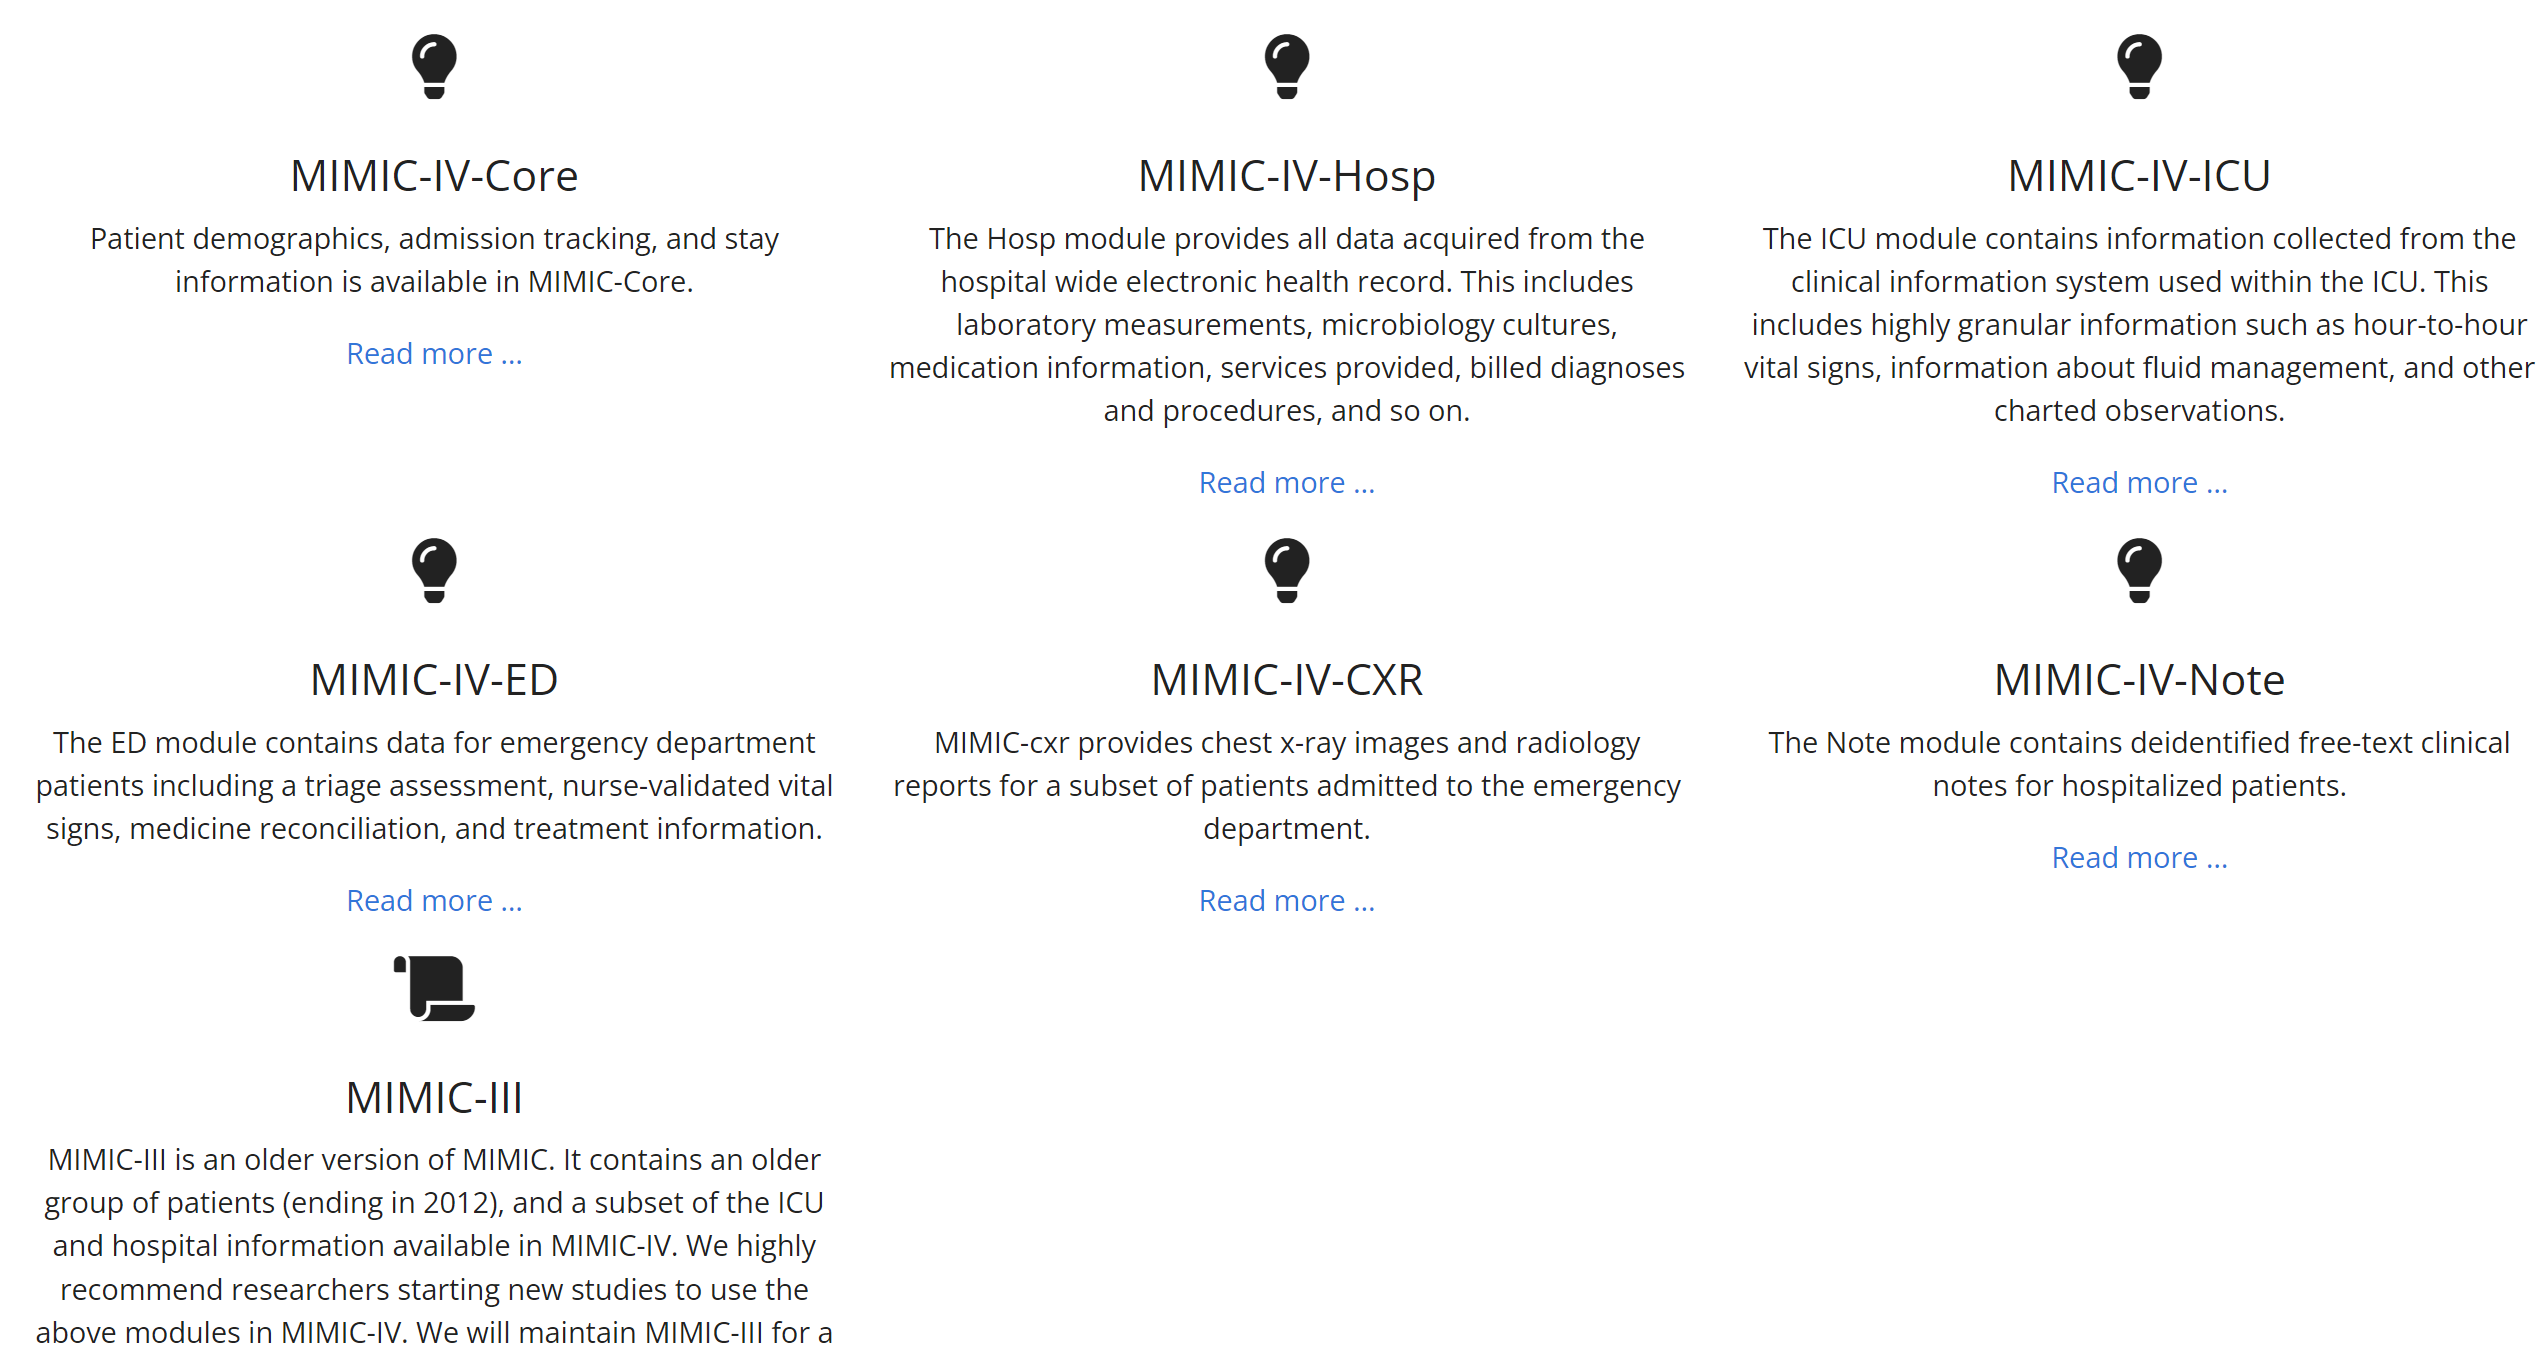 MIMIC-IV-Core
Patient demographics, admission tracking, and stay
information is available in MIMIC-Core.
Read more ...
MIMIC-IV-Hosp
The Hosp module provides all data acquired from the
hospital wide electronic health record. This includes
laboratory measurements, microbiology cultures,
medication information, services provided, billed diagnoses
and procedures, and so on.
Read more ...
MIMIC-IV-ICU
The ICU module contains information collected from the
clinical information system used within the ICU. This
includes highly granular information such as hour-to-hour
vital signs, information about fluid management, and other
charted observations.
Read more ...
MIMIC-IV-ED
The ED module contains data for emergency department
patients including a triage assessment, nurse-validated vital
signs, medicine reconciliation, and treatment information.
Read more ...
MIMIC-IV-CXR
MIMIC-cxr provides chest x-ray images and radiology
reports for a subset of patients admitted to the emergency
department.
Read more ...
MIMIC-IV-Note
The Note module contains deidentified free-text clinical
notes for hospitalized patients.
Read more ...
MIMIC-III
MIMIC-III is an older version of MIMIC. It contains an older
group of patients (ending in 2012), and a subset of the ICU
and hospital information available in MIMIC-IV. We highly
recommend researchers starting new studies to use the
above modules in MIMIC-IV. We will maintain MIMIC-III for a